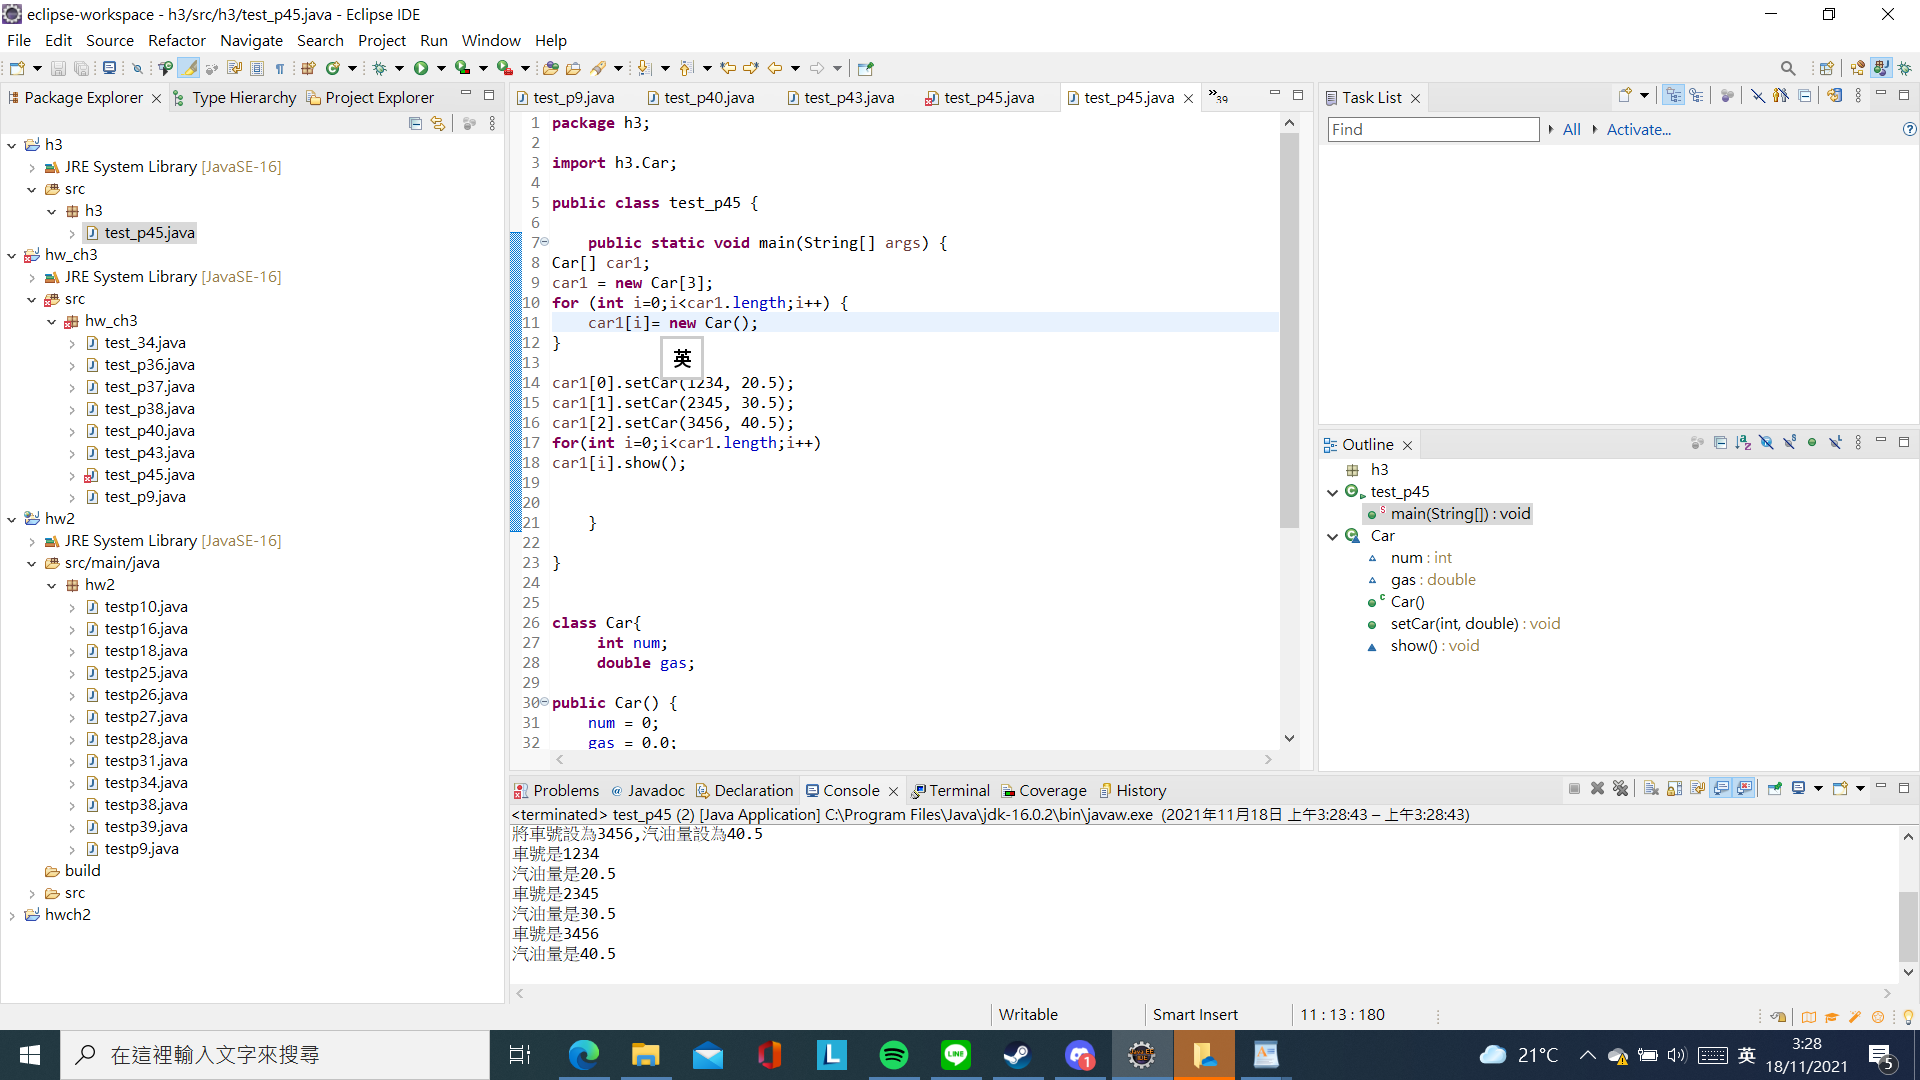 eclipse-workspace - h3/src/h3/test_p45.java - Eclipse IDE
File Edit Source Refactor Navigate Search Project Run Window Help
Package Explorer Type Hierarchy Project Explorer
h3
JRE System Library [JavaSE-16]
src
h3
test_p45.java
hw_ch3
JRE System Library [JavaSE-16]
src
hw_ch3
test_34.java
test_p36.java
test_p37.java
test_p38.java
test_p40.java
test_p43.java
test_p45.java
test_p9.java
hw2
JRE System Library [JavaSE-16]
src/main/java
hw2
testp10.java
testp16.java
testp18.java
testp25.java
testp26.java
testp27.java
testp28.java
testp31.java
testp34.java
testp38.java
testp39.java
testp9.java
build
src
hwch2
test_p9.java test_p40.java test_p43.java test_p45.java test_p45.java »39
1 package h3;
2
3 import h3.Car;
4
5 public class test_p45 {
6
7 public static void main(String[] args) {
8 Car[] car1;
9 car1 = new Car[3];
10 for (int i=0;i<car1.length;i++) {
11 car1[i]= new Car();
12 }
13
英
14 car1[0].setCar(1234, 20.5);
15 car1[1].setCar(2345, 30.5);
16 car1[2].setCar(3456, 40.5);
17 for(int i=0;i<car1.length;i++)
18 car1[i].show();
19
20
21 }
22
23 }
24
25
26 class Car{
27 int num;
28 double gas;
29
30 public Car() {
31 num = 0;
32 gas = 0.0;
Task List
Find All Activate...
Outline
h3
test_p45
main(String[]) : void
Car
num : int
gas : double
Car()
setCar(int, double) : void
show() : void
Problems Javadoc Declaration Console Terminal Coverage History
<terminated> test_p45 (2) [Java Application] C:\Program Files\Java\jdk-16.0.2\bin\javaw.exe (2021年11月18日 上午3:28:43 – 上午3:28:43)
將車號設為3456,汽油量設為40.5
車號是1234
汽油量是20.5
車號是2345
汽油量是30.5
車號是3456
汽油量是40.5
Writable Smart Insert 11 : 13 : 180
在這裡輸入文字來搜尋
21°C 英 3:28
18/11/2021
5